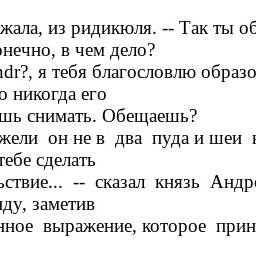 жала, из ридикюля. -- Так ты об
онечно, в чем дело?
ndr?, я тебя благословлю образо
о никогда его
шь снимать. Обещаешь?
жели он не в два пуда и шеи н
тебе сделать
ьствие... -- сказал князь Андре
нду, заметив
нное выражение, которое прин